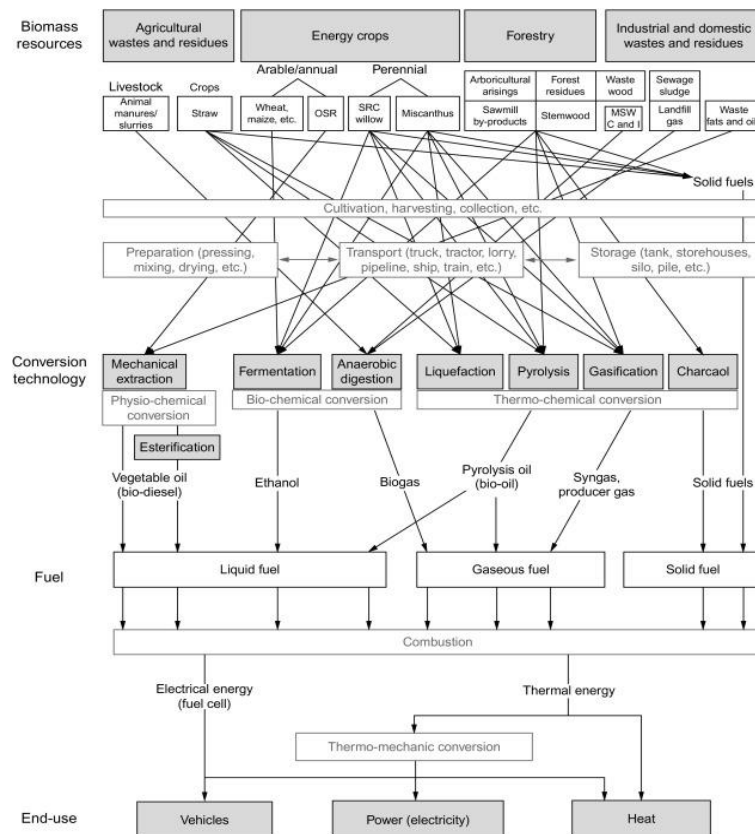 Biomass
resources
Agricultural
wastes and residues
Energy crops
Forestry
Industrial and domestic
wastes and residues
Arable/annual
Perennial
Livestock
Crops
Animal
manures/
slurries
Straw
Wheat,
maize, etc.
OSR
SRC
willow
Miscanthus
Arboricultural
arisings
Forest
residues
Waste
wood
Sewage
sludge
Sawmill
by-products
Stemwood
MSW
C and I
Landfill
gas
Waste
fats and oil
Solid fuels
Cultivation, harvesting, collection, etc.
Preparation (pressing,
mixing, drying, etc.)
Transport (truck, tractor, lorry,
pipeline, ship, train, etc.)
Storage (tank, storehouses,
silo, pile, etc.)
Conversion
technology
Mechanical
extraction
Fermentation
Anaerobic
digestion
Liquefaction
Pyrolysis
Gasification
Charcaol
Physio-chemical
conversion
Bio-chemical conversion
Thermo-chemical conversion
Esterification
Vegetable oil
(bio-diesel)
Ethanol
Biogas
Pyrolysis oil
(bio-oil)
Syngas,
producer gas
Solid fuels
Fuel
Liquid fuel
Gaseous fuel
Solid fuel
Combustion
Electrical energy
(fuel cell)
Thermal energy
Thermo-mechanic conversion
End-use
Vehicles
Power (electricity)
Heat